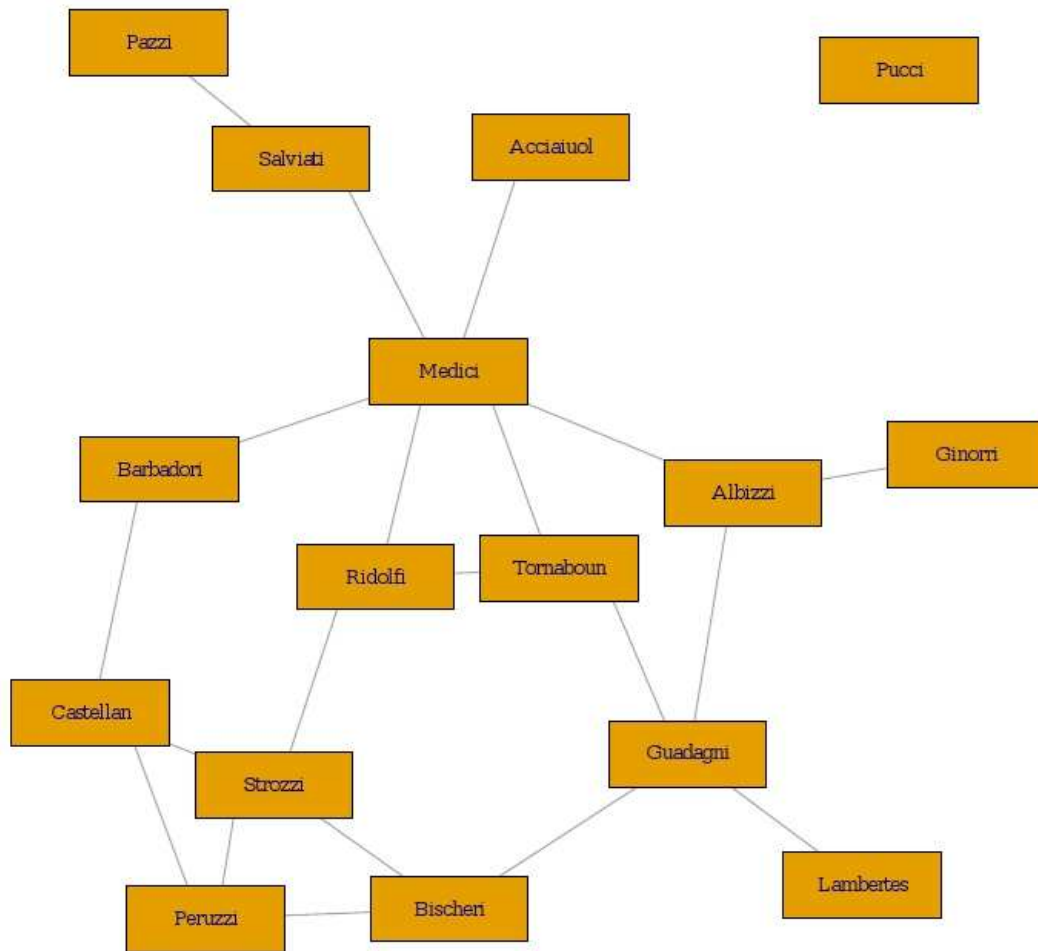 Pazzi
Pucci
Salviati
Acciaiuol
Medici
Barbadori
Ginorri
Albizzi
Ridolfi
Tornaboun
Castellan
Strozzi
Guadagni
Lambertes
Peruzzi
Bischeri